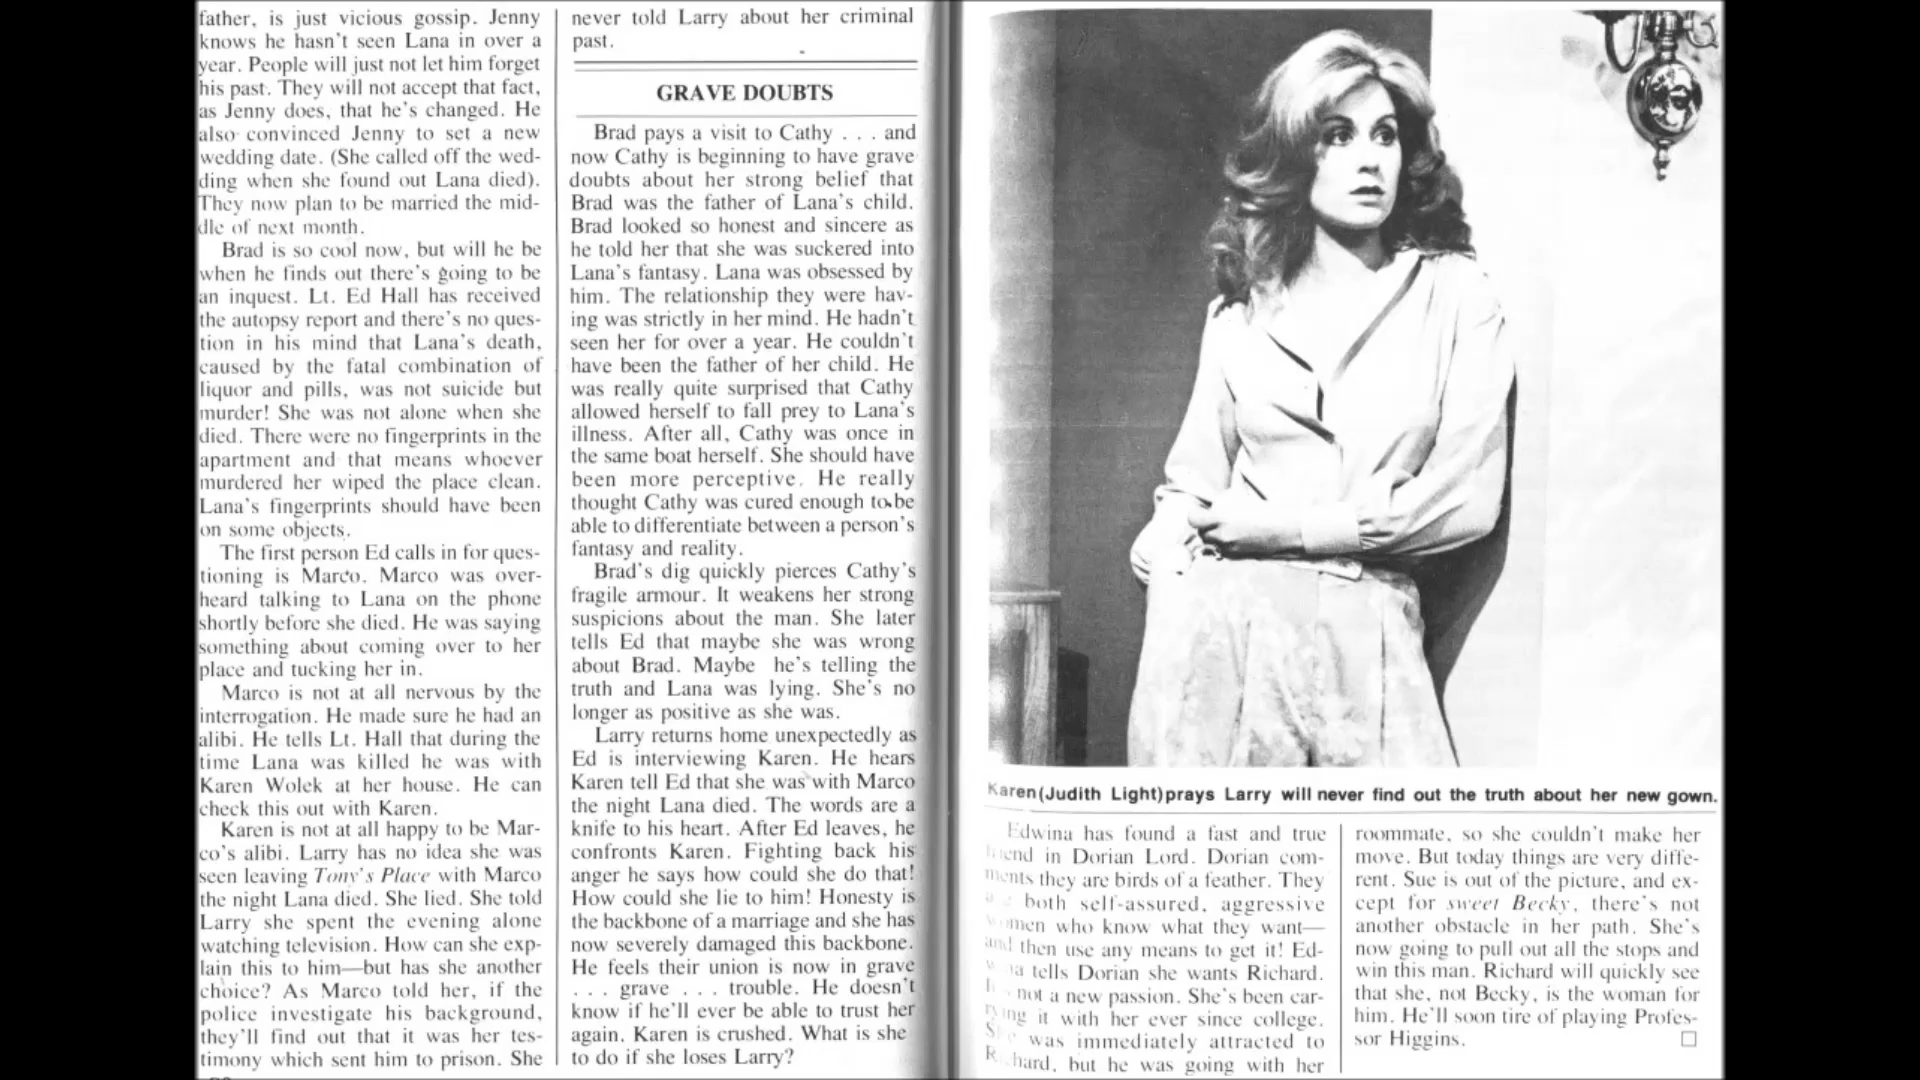 father, is just vicious gossip. Jenny
knows he hasn't seen Lana in over a
year. People will just not let him forget
his past. They will not accept that fact,
as Jenny does, that he's changed. He
also convinced Jenny to set a new
wedding date. (She called off the wed-
ding when she found out Lana died).
They now plan to be married the mid-
dle of next month.
Brad is so cool now, but will he be
when he finds out there's going to be
an inquest. Lt. Ed Hall has received
the autopsy report and there's no ques-
tion in his mind that Lana's death,
caused by the fatal combination of
liquor and pills, was not suicide but
murder! She was not alone when she
died. There were no fingerprints in the
apartment and that means whoever
murdered her wiped the place clean.
Lana's fingerprints should have been
on some objects.
The first person Ed calls in for ques-
tioning is Marco. Marco was over-
heard talking to Lana on the phone
shortly before she died. He was saying
something about coming over to her
place and tucking her in.
Marco is not at all nervous by the
interrogation. He made sure he had an
alibi. He tells Lt. Hall that during the
time Lana was killed he was with
Karen Wolek at her house. He can
check this out with Karen.
Karen is not at all happy to be Mar-
co's alibi. Larry has no idea she was
seen leaving Tony's Place with Marco
the night Lana died. She lied. She told
Larry she spent the evening alone
watching television. How can she exp-
lain this to him—but has she another
choice? As Marco told her, if the
police investigate his background,
they'll find out that it was her tes-
timony which sent him to prison. She
never told Larry about her criminal
past.
GRAVE DOUBTS
Brad pays a visit to Cathy . . . and
now Cathy is beginning to have grave
doubts about her strong belief that
Brad was the father of Lana's child.
Brad looked so honest and sincere as
he told her that she was suckered into
Lana's fantasy. Lana was obsessed by
him. The relationship they were hav-
ing was strictly in her mind. He hadn't
seen her for over a year. He couldn't
have been the father of her child. He
was really quite surprised that Cathy
allowed herself to fall prey to Lana's
illness. After all, Cathy was once in
the same boat herself. She should have
been more perceptive. He really
thought Cathy was cured enough to be
able to differentiate between a person's
fantasy and reality.
Brad's dig quickly pierces Cathy's
fragile armour. It weakens her strong
suspicions about the man. She later
tells Ed that maybe she was wrong
about Brad. Maybe he's telling the
truth and Lana was lying. She's no
longer as positive as she was.
Larry returns home unexpectedly as
Ed is interviewing Karen. He hears
Karen tell Ed that she was with Marco
the night Lana died. The words are a
knife to his heart. After Ed leaves, he
confronts Karen. Fighting back his
anger he says how could she do that!
How could she lie to him! Honesty is
the backbone of a marriage and she has
now severely damaged this backbone.
He feels their union is now in grave
. . . grave . . . trouble. He doesn't
know if he'll ever be able to trust her
again. Karen is crushed. What is she
to do if she loses Larry?
Karen (Judith Light) prays Larry will never find out the truth about her new gown.
Edwina has found a fast and true
friend in Dorian Lord. Dorian com-
ments they are birds of a feather. They
both self-assured, aggressive
women who know what they want—
and then use any means to get it! Ed-
wina tells Dorian she wants Richard.
not a new passion. She's been car-
rying it with her ever since college.
She was immediately attracted to
Richard, but he was going with her
roommate, so she couldn't make her
move. But today things are very diffe-
rent. Sue is out of the picture, and ex-
cept for sweet Becky, there's not
another obstacle in her path. She's
now going to pull out all the stops and
win this man. Richard will quickly see
that she, not Becky, is the woman for
him. He'll soon tire of playing Profes-
sor Higgins.